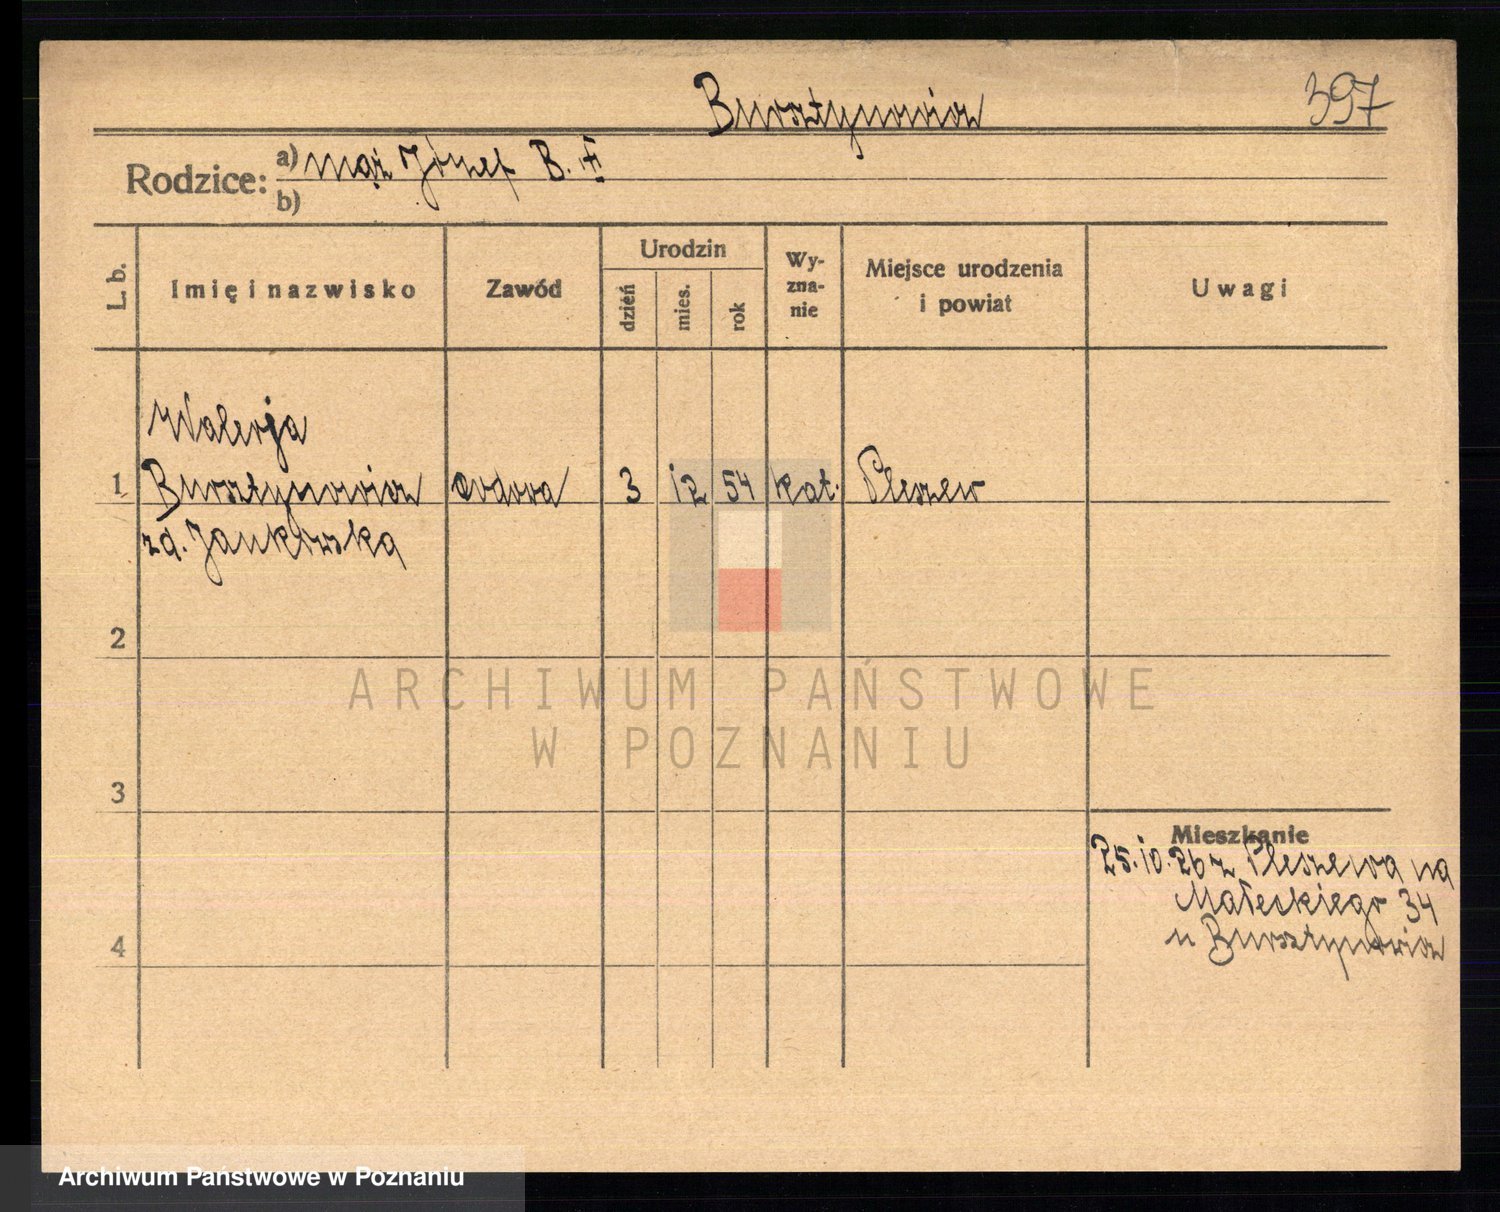 Bursztynowicz
397
Rodzice: a) mąż Józef B. †
b)
L. b. Imię i nazwisko Zawód Urodzin dzień mies. rok Wyznanie Miejsce urodzenia i powiat Uwagi
Walerja
1 Bursztynowicz wdowa 3 12 54 kat. Pleszew
zd. Jankowska
2
3
Mieszkanie
25.10.26 z Pleszewa na
Małeckiego 34
u Bursztynowicz
4
ARCHIWUM PAŃSTWOWE
W POZNANIU
Archiwum Państwowe w Poznaniu